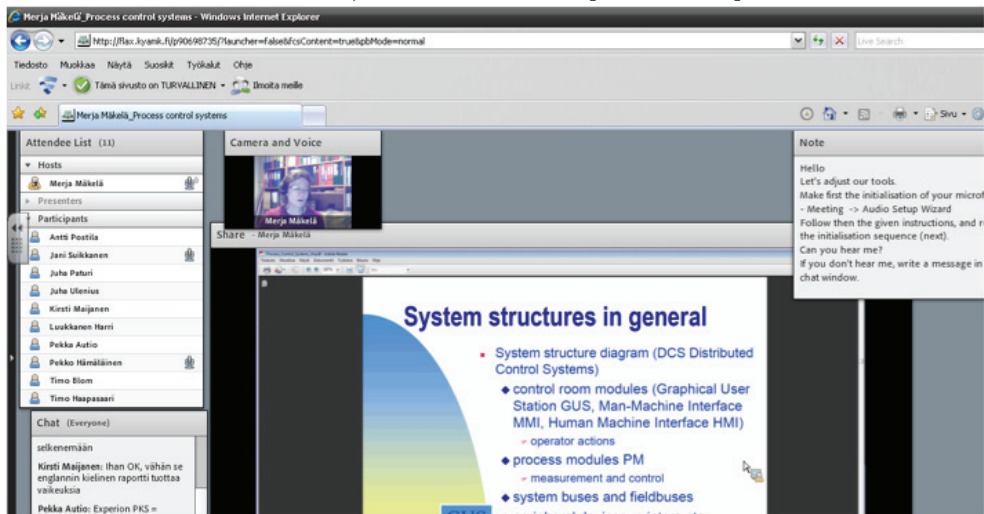 Merja Mäkelä_Process control systems - Windows Internet Explorer
http://flax.kyamk.fi/p90698735/?launcher=false&fcsContent=true&pbMode=normal
Live Search
Tiedosto Muokkaa Näytä Suosikit Työkalut Ohje
Linkit Tämä sivusto on TURVALLINEN Ilmoita meille
Merja Mäkelä_Process control systems
Sivu
Attendee List (11)
Hosts
Merja Mäkelä
Presenters
Participants
Antti Postila
Jani Suikkanen
Juha Paturi
Juha Ulenius
Kirsti Maijanen
Luukkanen Harri
Pekka Autio
Pekko Hämäläinen
Timo Blom
Timo Haapasaari
Chat (Everyone)
selkenemään
Kirsti Maijanen: Ihan OK, vähän se
englannin kielinen raportti tuottaa
vaikeuksia
Pekka Autio: Experion PKS =
Camera and Voice
Merja Mäkelä
Share - Merja Mäkelä
System structures in general
System structure diagram (DCS Distributed
Control Systems)
control room modules (Graphical User
Station GUS, Man-Machine Interface
MMI, Human Machine Interface HMI)
operator actions
process modules PM
measurement and control
system buses and fieldbuses
GUS
Note
Hello
Let's adjust our tools.
Make first the initialisation of your microf
- Meeting -> Audio Setup Wizard
Follow then the given instructions, and r
the initialisation sequence (next).
Can you hear me?
If you don't hear me, write a message in
chat window.